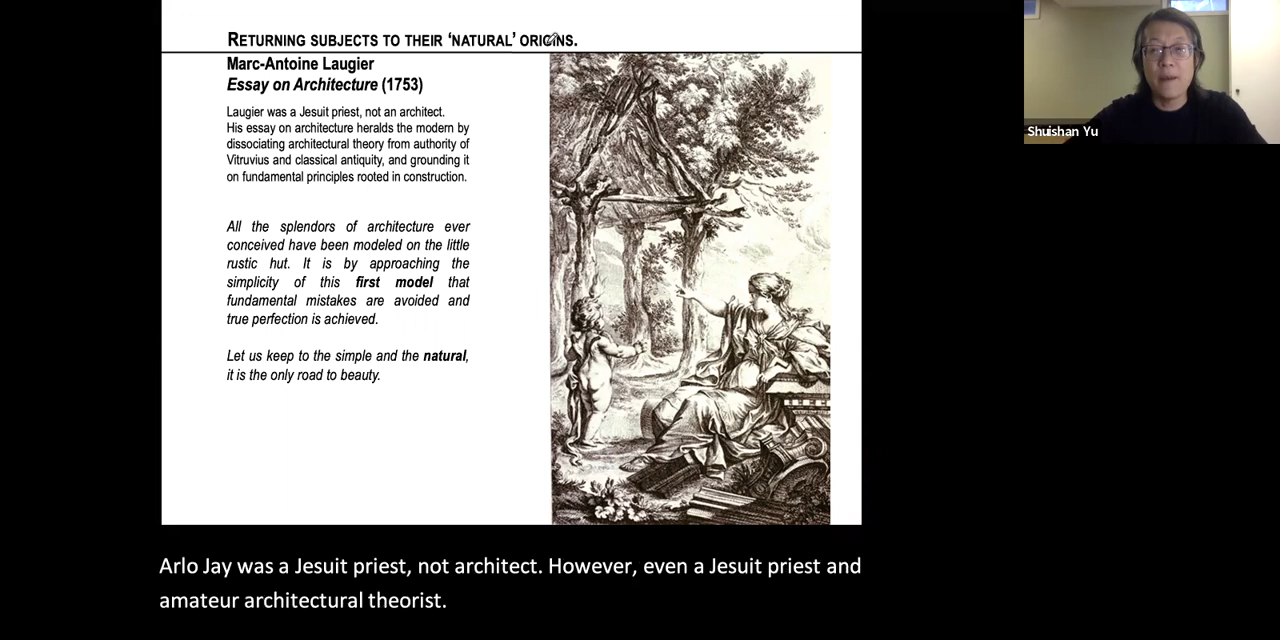 RETURNING SUBJECTS TO THEIR ‘NATURAL’ ORIGINS.
Marc-Antoine Laugier
Essay on Architecture (1753)
Laugier was a Jesuit priest, not an architect.
His essay on architecture heralds the modern by
dissociating architectural theory from authority of
Vitruvius and classical antiquity, and grounding it
on fundamental principles rooted in construction.
All the splendors of architecture ever
conceived have been modeled on the little
rustic hut. It is by approaching the
simplicity of this first model that
fundamental mistakes are avoided and
true perfection is achieved.
Let us keep to the simple and the natural,
it is the only road to beauty.
Shuishan Yu
Arlo Jay was a Jesuit priest, not architect. However, even a Jesuit priest and
amateur architectural theorist.